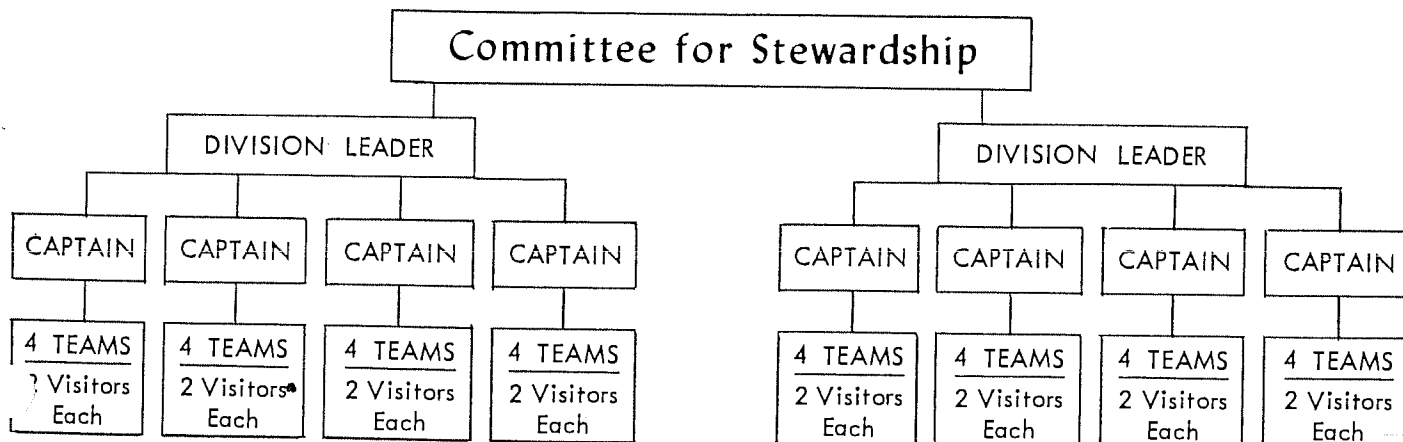 Committee for Stewardship
DIVISION LEADER
DIVISION LEADER
CAPTAIN
CAPTAIN
CAPTAIN
CAPTAIN
CAPTAIN
CAPTAIN
CAPTAIN
CAPTAIN
4 TEAMS
2 Visitors
Each
4 TEAMS
2 Visitors
Each
4 TEAMS
2 Visitors
Each
4 TEAMS
2 Visitors
Each
4 TEAMS
2 Visitors
Each
4 TEAMS
2 Visitors
Each
4 TEAMS
2 Visitors
Each
4 TEAMS
2 Visitors
Each